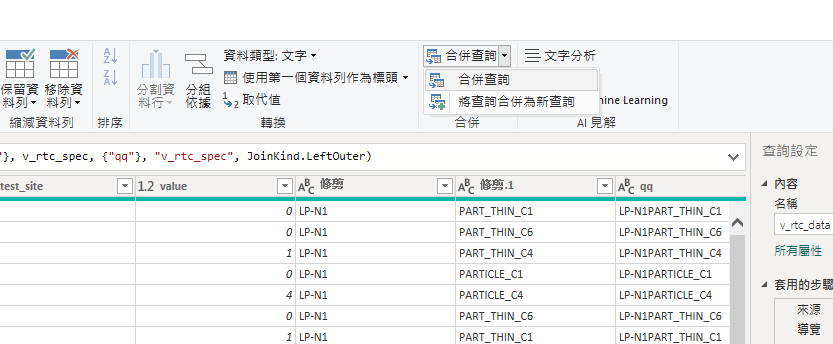 合併查詢
文字分析
資料類型: 文字
保留資
料列
移除資
料列
分割資
料行
分組
依據
使用第一個資料列作為標頭
取代值
合併查詢
將查詢合併為新查詢
hine Learning
縮減資料列
排序
轉換
合併
AI 見解
"}, v_rtc_spec, {"qq"}, "v_rtc_spec", JoinKind.LeftOuter)
查詢設定
test_site 1.2 value ABC 修剪 ABC 修剪.1 ABC qq
0 LP-N1 PART_THIN_C1 LP-N1PART_THIN_C1
0 LP-N1 PART_THIN_C6 LP-N1PART_THIN_C6
1 LP-N1 PART_THIN_C4 LP-N1PART_THIN_C4
0 LP-N1 PARTICLE_C1 LP-N1PARTICLE_C1
4 LP-N1 PARTICLE_C4 LP-N1PARTICLE_C4
0 LP-N1 PART_THIN_C6 LP-N1PART_THIN_C6
1 LP-N1 PART_THIN_C1 LP-N1PART_THIN_C1
內容
名稱
v_rtc_data
所有屬性
套用的步驟
來源
導覽